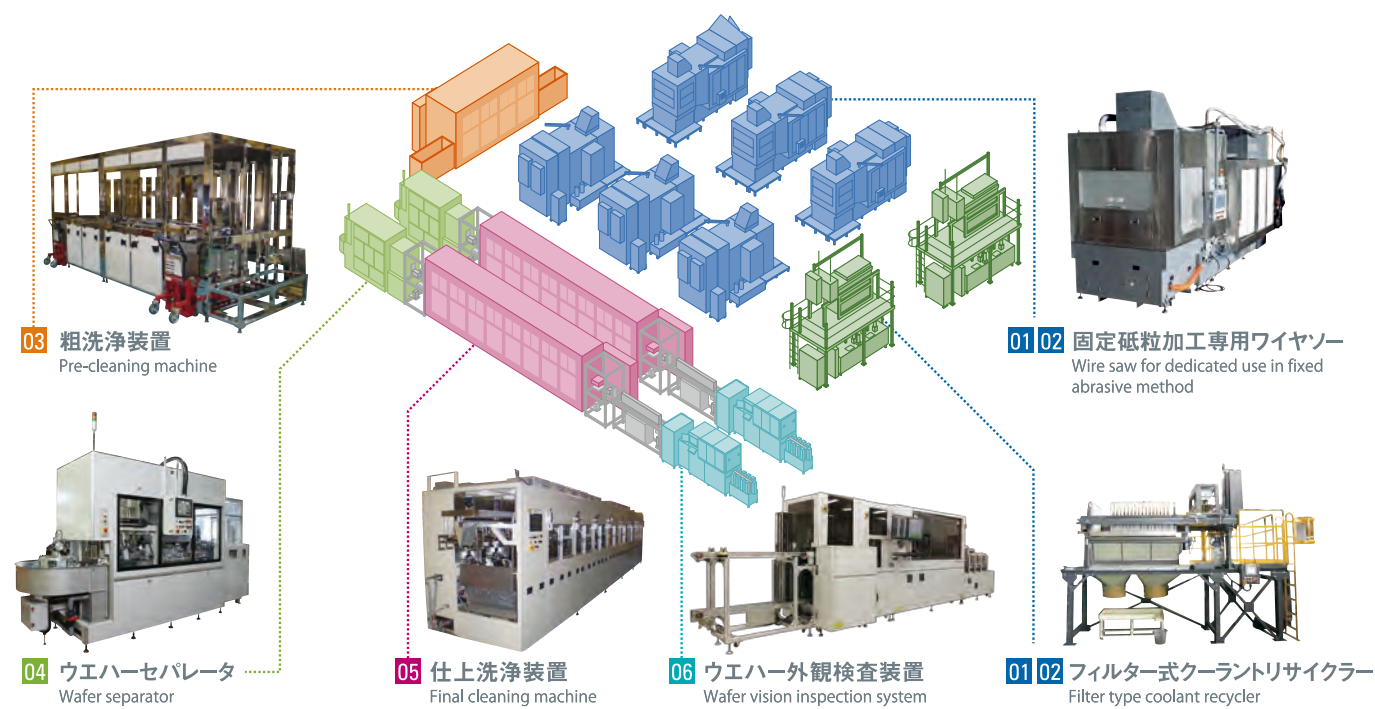 03 粗洗浄装置
Pre-cleaning machine
01 02 固定砥粒加工専用ワイヤソー
Wire saw for dedicated use in fixed
abrasive method
04 ウエハーセパレータ
Wafer separator
05 仕上洗浄装置
Final cleaning machine
06 ウエハー外観検査装置
Wafer vision inspection system
01 02 フィルター式クーラントリサイクラー
Filter type coolant recycler